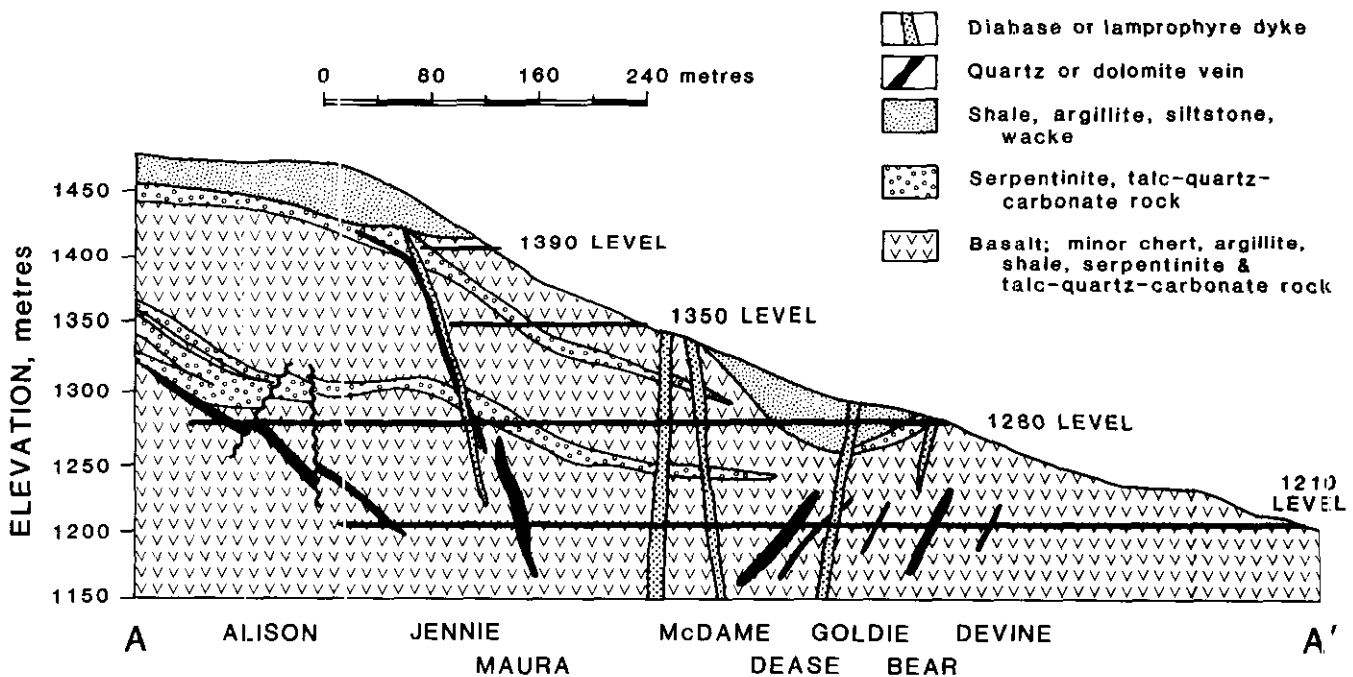 Diabase or lamprophyre dyke
Quartz or dolomite vein
Shale, argillite, siltstone,
wacke
Serpentinite, talc-quartz-
carbonate rock
Basalt; minor chert, argillite,
shale, serpentinite &
talc-quartz-carbonate rock
0 80 160 240 metres
ELEVATION, metres
1450
1400
1350
1300
1250
1200
1150
1390 LEVEL
1350 LEVEL
1280 LEVEL
1210
LEVEL
A ALISON JENNIE McDAME GOLDIE DEVINE A'
MAURA DEASE BEAR